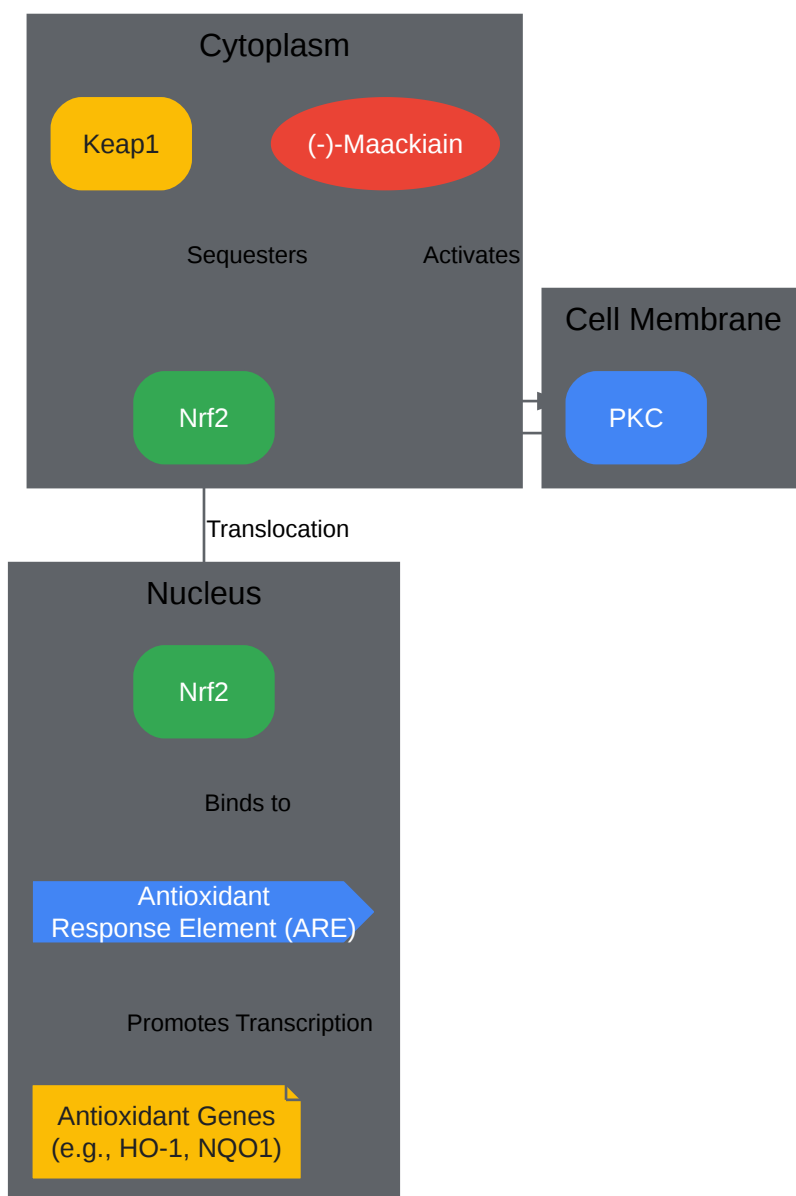 Cytoplasm
Keap1
(-)-Maackiain
Sequesters
Activates
Cell Membrane
Nrf2
PKC
Translocation
Nucleus
Nrf2
Binds to
Antioxidant
Response Element (ARE)
Promotes Transcription
Antioxidant Genes
(e.g., HO-1, NQO1)